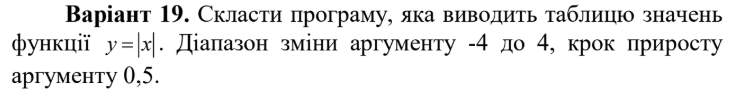 Варіант 19. Скласти програму, яка виводить таблицю значень
функції y=|x|. Діапазон зміни аргументу -4 до 4, крок приросту
аргументу 0,5.